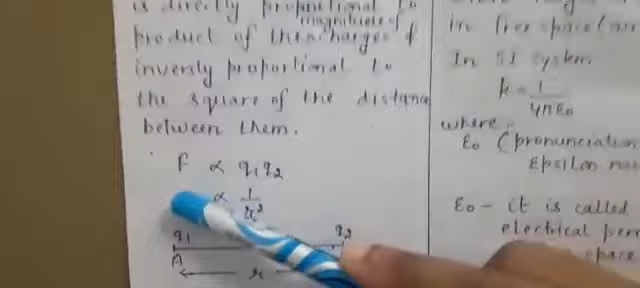 is directly proportional to
magnitudes of
product of the charges &
inversly proportional to
the square of the distance
between them.
F ∝ q1q2
∝ 1/r²
q1 q2
A
r
in free space
In SI system
k = 1/4πε0
where,
ε0 (pronunciation
Epsilon
ε0 - it is called
electrical
space